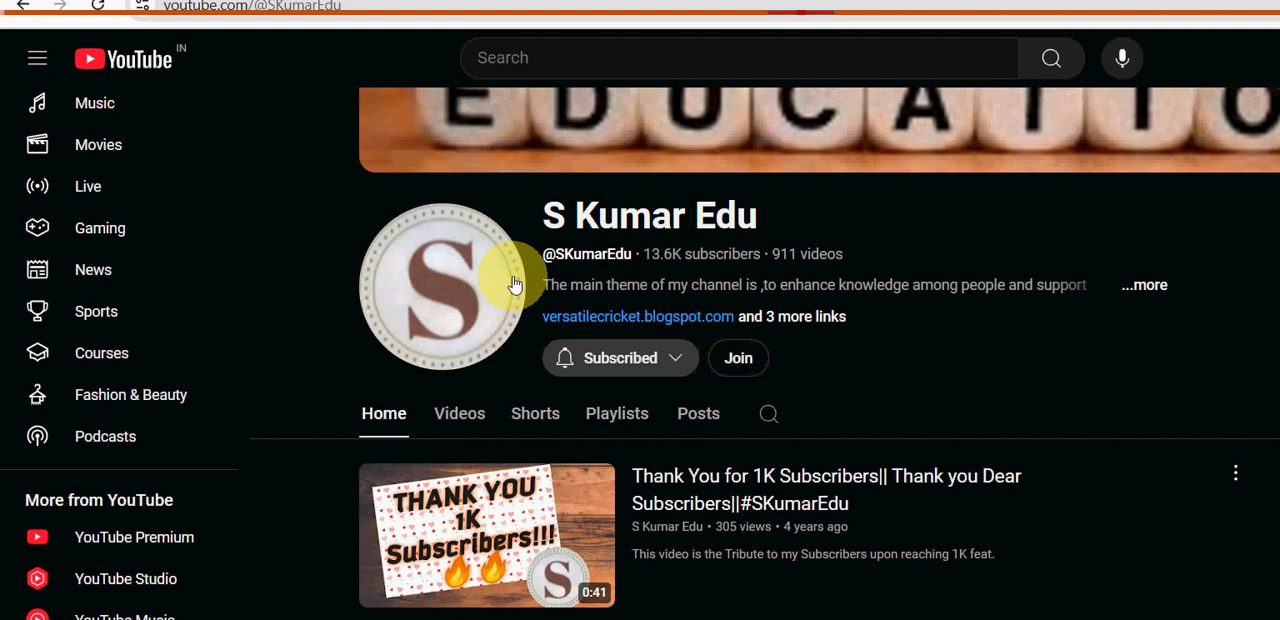 youtube.com/@SKumarEdu
YouTube IN
Search
EDUCATIO
Music
Movies
Live
Gaming
News
Sports
Courses
Fashion & Beauty
Podcasts
More from YouTube
YouTube Premium
YouTube Studio
YouTube Music
S
S Kumar Edu
@SKumarEdu · 13.6K subscribers · 911 videos
The main theme of my channel is ,to enhance knowledge among people and support ...more
versatilecricket.blogspot.com and 3 more links
Subscribed Join
Home Videos Shorts Playlists Posts
THANK YOU
1K
Subscribers!!!
S
0:41
Thank You for 1K Subscribers|| Thank you Dear
Subscribers||#SKumarEdu
S Kumar Edu • 305 views • 4 years ago
This video is the Tribute to my Subscribers upon reaching 1K feat.